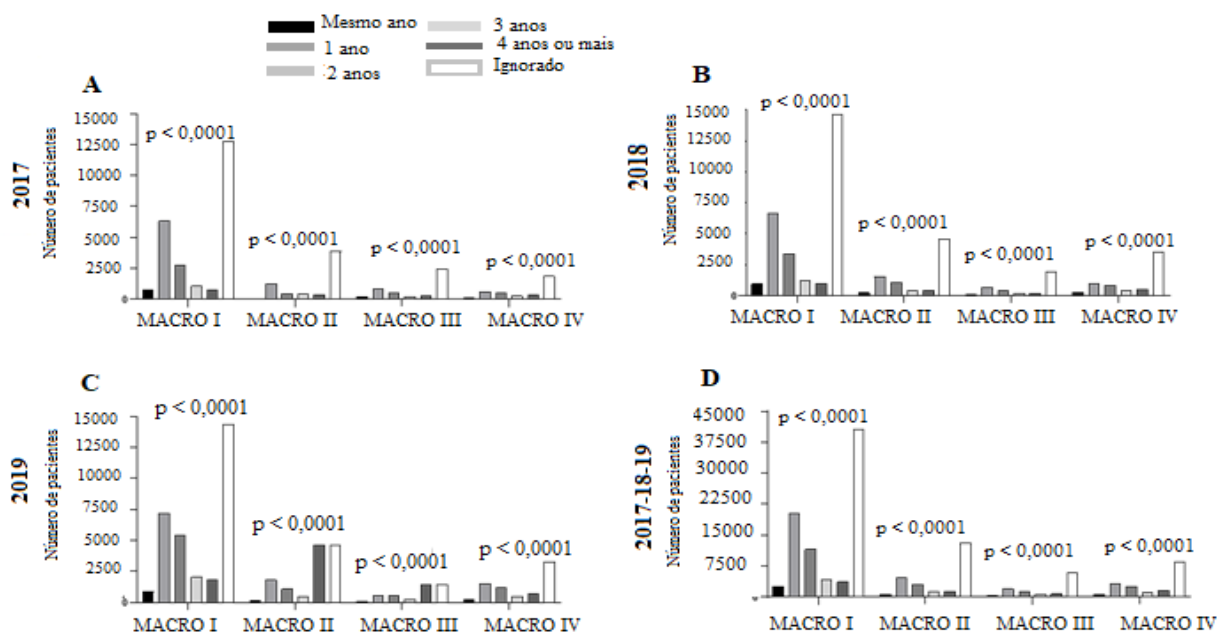 Mesmo ano
3 anos
1 ano
4 anos ou mais
2 anos
Ignorado
A
2017
Número de pacientes
15000
12500
10000
7500
5000
2500
0
p < 0,0001
p < 0,0001
p < 0,0001
p < 0,0001
MACRO I
MACRO II
MACRO III
MACRO IV
B
2018
Número de pacientes
15000
12500
10000
7500
5000
2500
0
p < 0,0001
p < 0,0001
p < 0,0001
p < 0,0001
MACRO I
MACRO II
MACRO III
MACRO IV
C
2019
Número de pacientes
15000
12500
10000
7500
5000
2500
0
p < 0,0001
p < 0,0001
p < 0,0001
p < 0,0001
MACRO I
MACRO II
MACRO III
MACRO IV
D
2017-18-19
Número de pacientes
45000
37500
30000
22500
15000
7500
p < 0,0001
p < 0,0001
p < 0,0001
p < 0,0001
MACRO I
MACRO II
MACRO III
MACRO IV